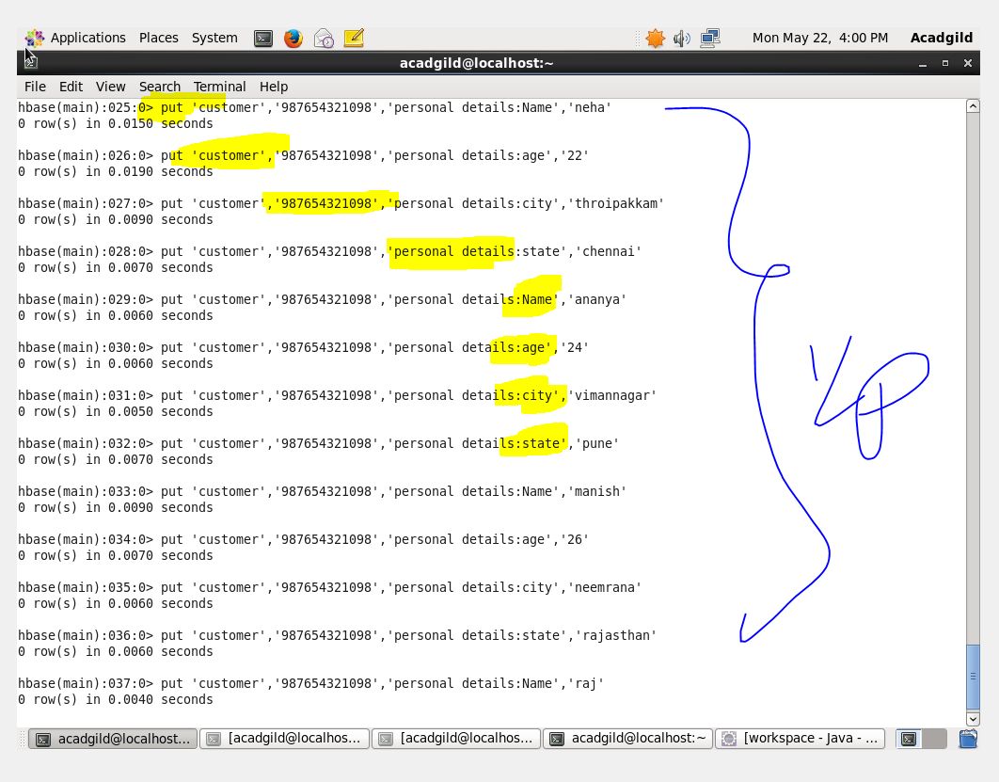 Applications Places System Mon May 22, 4:00 PM Acadgild
acadgild@localhost:~
File Edit View Search Terminal Help
hbase(main):025:0> put 'customer','987654321098','personal details:Name','neha'
0 row(s) in 0.0150 seconds
hbase(main):026:0> put 'customer','987654321098','personal details:age','22'
0 row(s) in 0.0190 seconds
hbase(main):027:0> put 'customer','987654321098','personal details:city','throipakkam'
0 row(s) in 0.0090 seconds
hbase(main):028:0> put 'customer','987654321098','personal details:state','chennai'
0 row(s) in 0.0070 seconds
hbase(main):029:0> put 'customer','987654321098','personal details:Name','ananya'
0 row(s) in 0.0060 seconds
hbase(main):030:0> put 'customer','987654321098','personal details:age','24'
0 row(s) in 0.0060 seconds
hbase(main):031:0> put 'customer','987654321098','personal details:city','vimannagar'
0 row(s) in 0.0050 seconds
hbase(main):032:0> put 'customer','987654321098','personal details:state','pune'
0 row(s) in 0.0070 seconds
hbase(main):033:0> put 'customer','987654321098','personal details:Name','manish'
0 row(s) in 0.0090 seconds
hbase(main):034:0> put 'customer','987654321098','personal details:age','26'
0 row(s) in 0.0070 seconds
hbase(main):035:0> put 'customer','987654321098','personal details:city','neemrana'
0 row(s) in 0.0060 seconds
hbase(main):036:0> put 'customer','987654321098','personal details:state','rajasthan'
0 row(s) in 0.0060 seconds
hbase(main):037:0> put 'customer','987654321098','personal details:Name','raj'
0 row(s) in 0.0040 seconds
acadgild@localhost... [acadgild@localhos... [acadgild@localhos... acadgild@localhost:~ [workspace - Java - ...